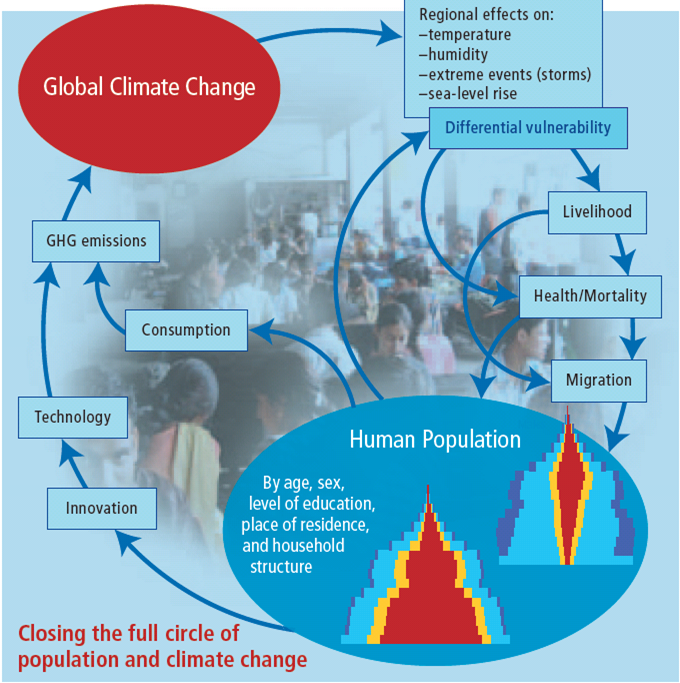 Global Climate Change
Regional effects on:
–temperature
–humidity
–extreme events (storms)
–sea-level rise
Differential vulnerability
Livelihood
GHG emissions
Health/Mortality
Consumption
Migration
Technology
Human Population
By age, sex,
level of education,
place of residence,
and household
structure
Innovation
Closing the full circle of
population and climate change